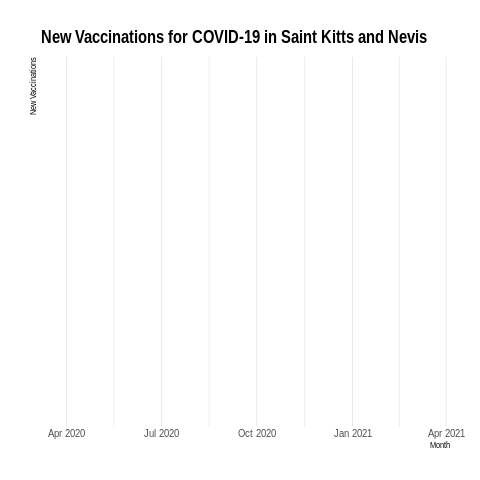 New Vaccinations for COVID-19 in Saint Kitts and Nevis
New Vaccinations
Apr 2020 Jul 2020 Oct 2020 Jan 2021 Apr 2021
Month